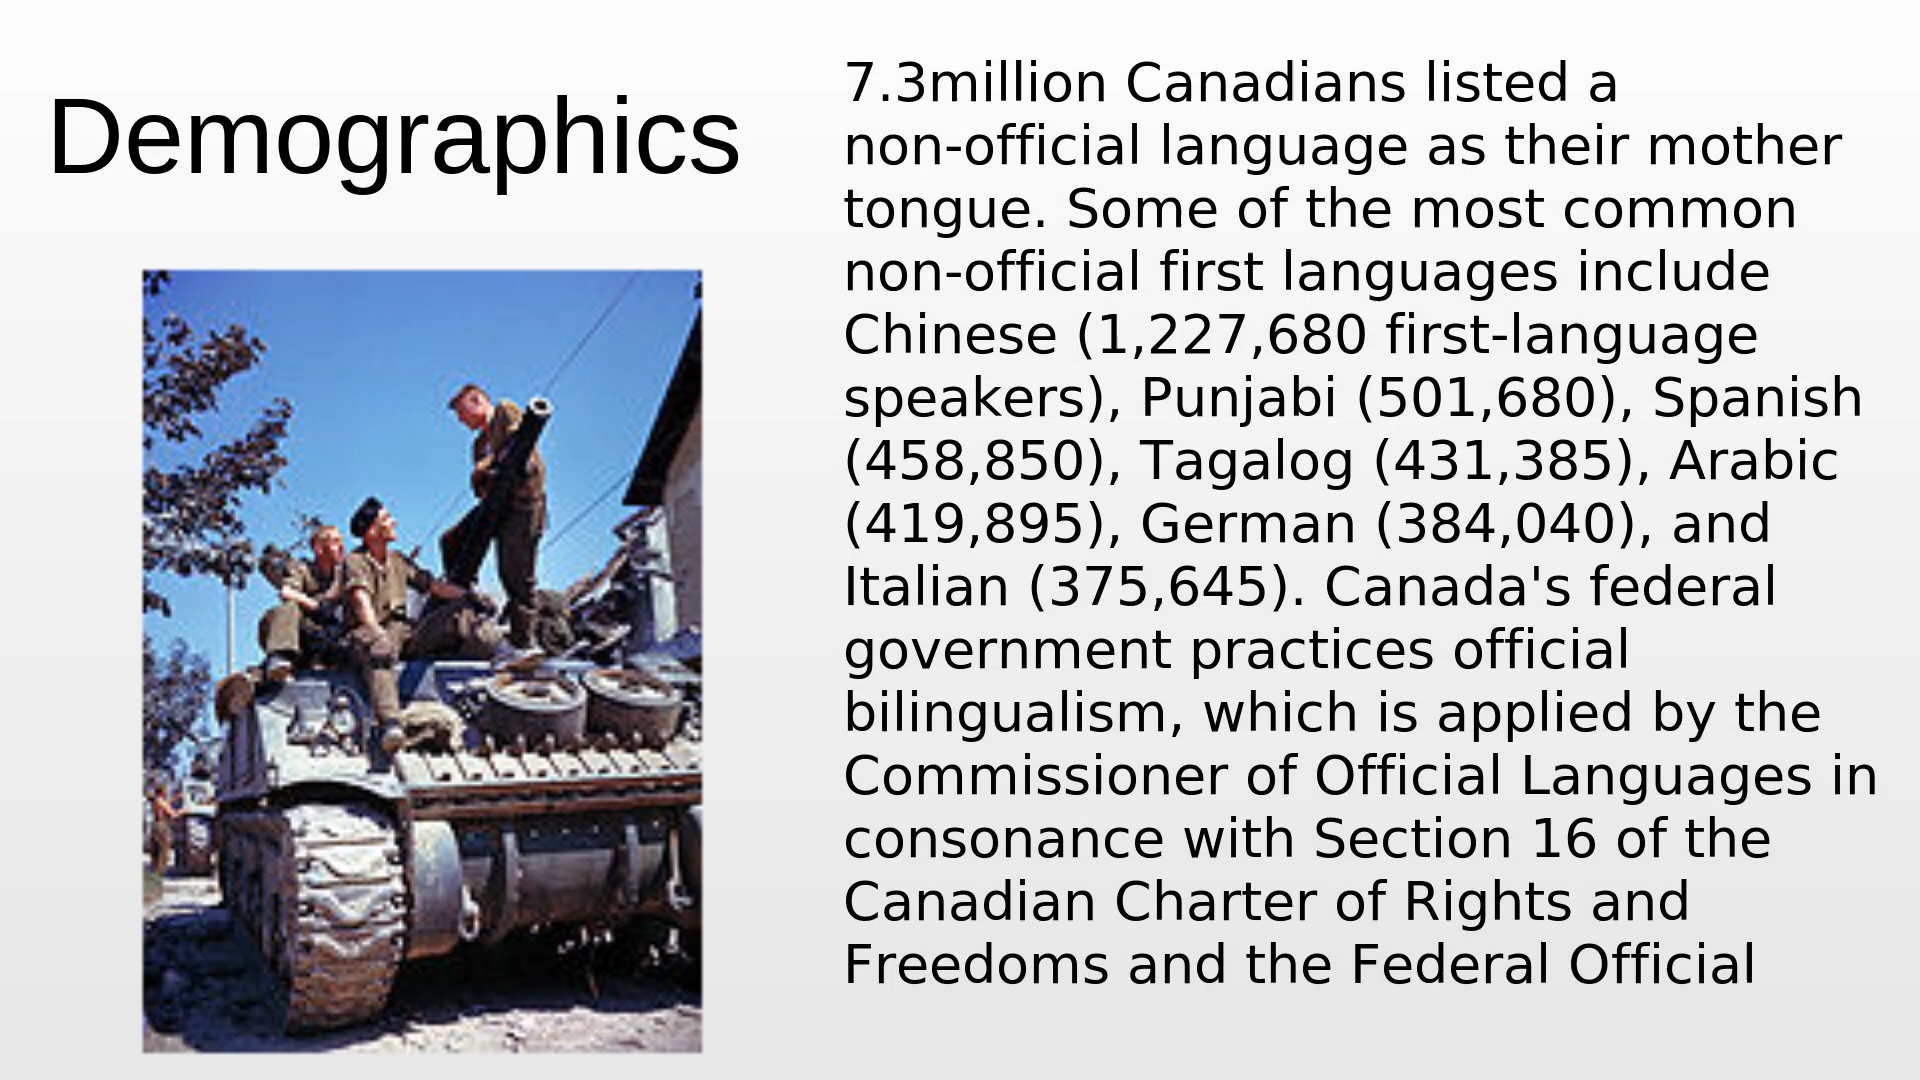 Demographics
7.3million Canadians listed a
non-official language as their mother
tongue. Some of the most common
non-official first languages include
Chinese (1,227,680 first-language
speakers), Punjabi (501,680), Spanish
(458,850), Tagalog (431,385), Arabic
(419,895), German (384,040), and
Italian (375,645). Canada's federal
government practices official
bilingualism, which is applied by the
Commissioner of Official Languages in
consonance with Section 16 of the
Canadian Charter of Rights and
Freedoms and the Federal Official